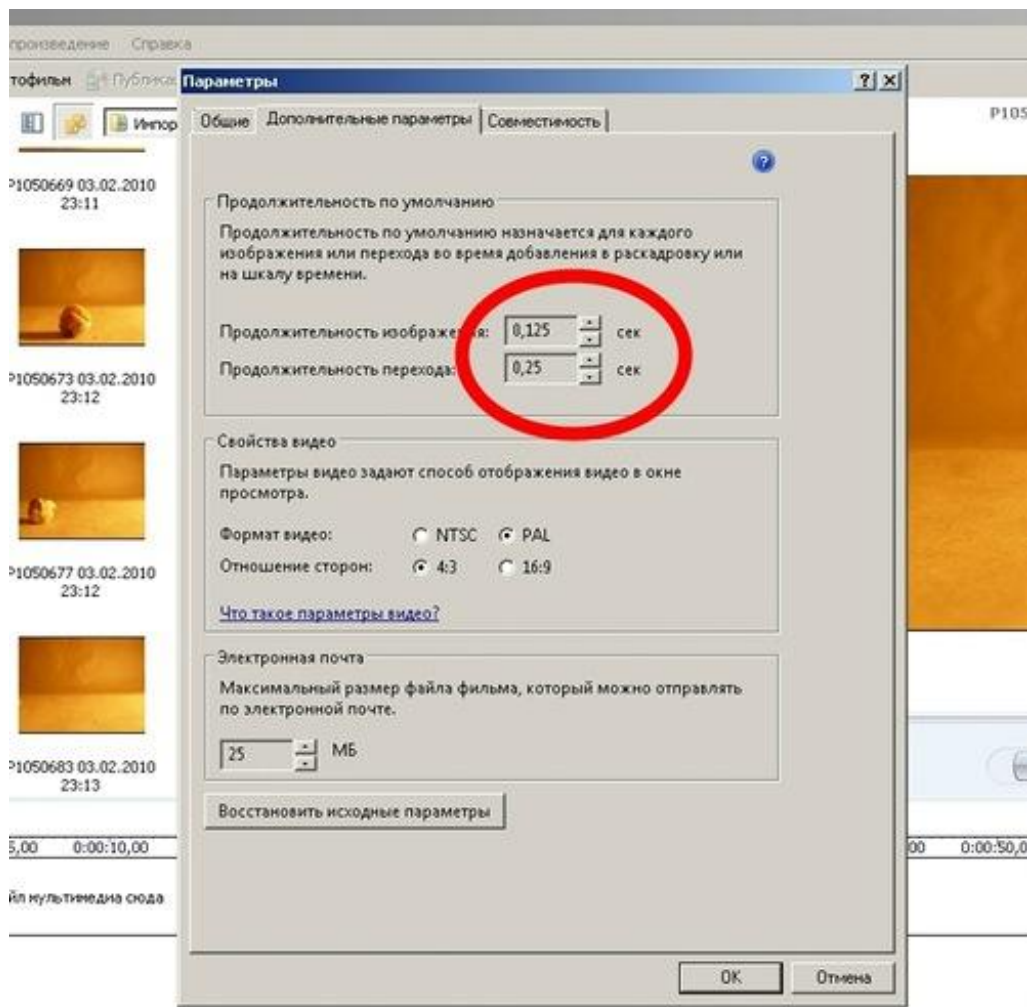 произведение Справка
тофильм Публика
Параметры
Импор
Общие Дополнительные параметры Совместимость
P105
P1050669 03.02.2010
23:11
Продолжительность по умолчанию
Продолжительность по умолчанию назначается для каждого
изображения или перехода во время добавления в раскадровку или
на шкалу времени.
Продолжительность изображения: 0,125 сек
Продолжительность перехода: 0,25 сек
P1050673 03.02.2010
23:12
Свойства видео
Параметры видео задают способ отображения видео в окне
просмотра.
Формат видео: NTSC PAL
Отношение сторон: 4:3 16:9
P1050677 03.02.2010
23:12
Что такое параметры видео?
Электронная почта
Максимальный размер файла фильма, который можно отправлять
по электронной почте.
25 МБ
P1050683 03.02.2010
23:13
Восстановить исходные параметры
5,00 0:00:10,00 00 0:00:50,0
йл мультимедиа сюда
ОК Отмена